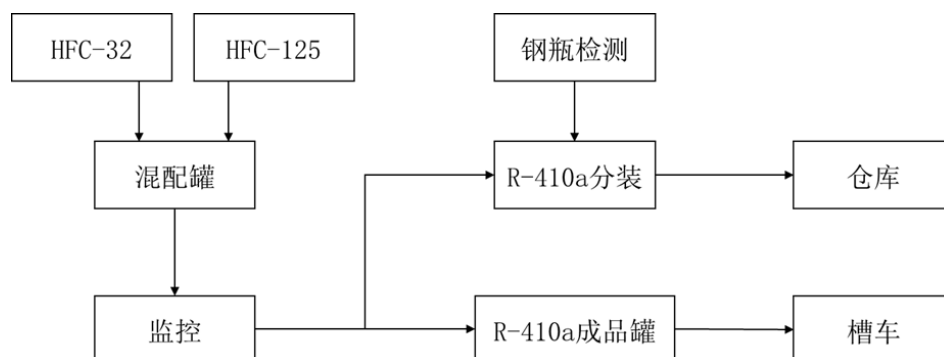 HFC-32
HFC-125
钢瓶检测
混配罐
R-410a分装
仓库
监控
R-410a成品罐
槽车